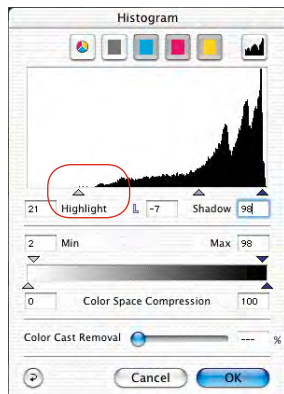 Histogram
21 Highlight L -7 Shadow 98
2 Min Max 98
0 Color Space Compression 100
Color Cast Removal --- %
Cancel OK